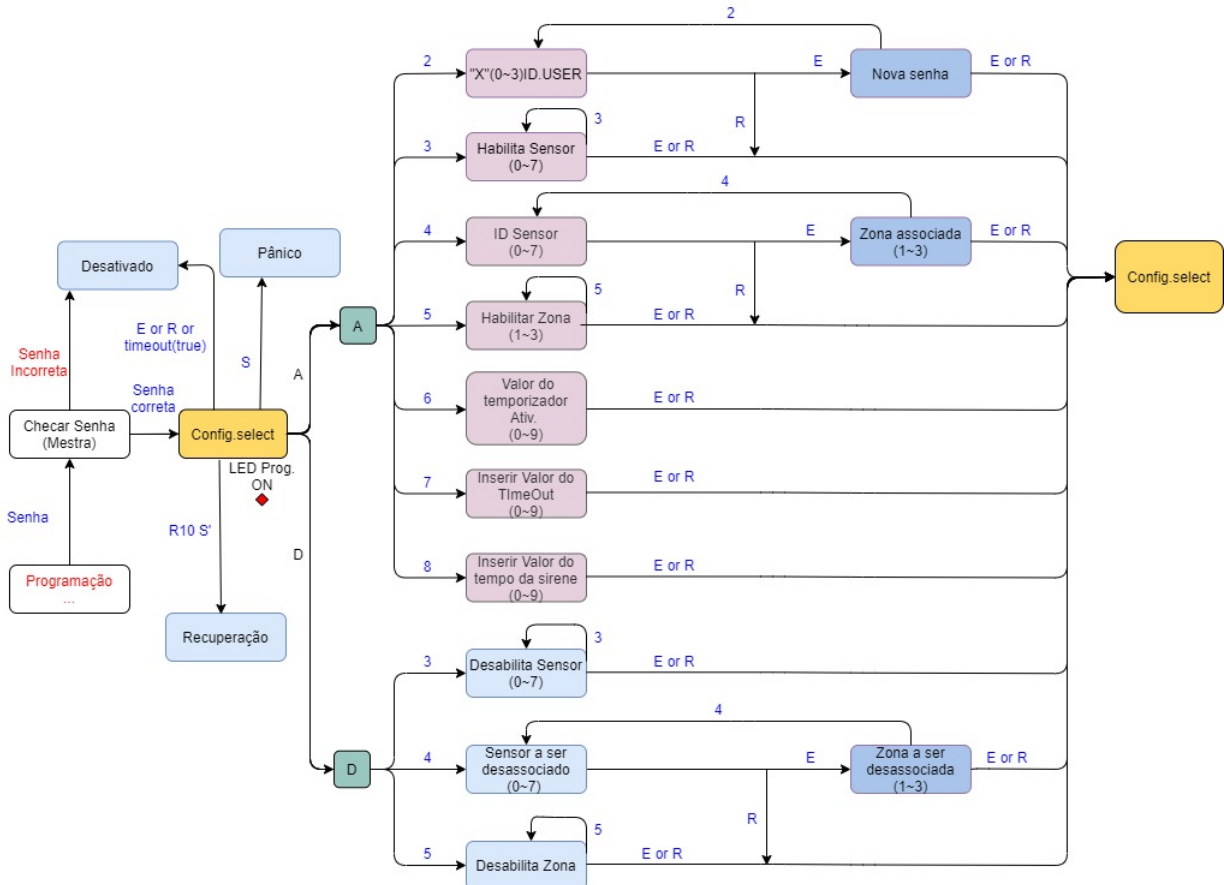 2
2
"X"(0~3)ID.USER
E
Nova senha
E or R
R
3
3
Habilita Sensor
(0~7)
E or R
4
4
ID Sensor
(0~7)
E
Zona associada
(1~3)
E or R
R
5
5
Habilitar Zona
(1~3)
E or R
6
Valor do
temporizador
Ativ.
(0~9)
E or R
7
Inserir Valor do
TImeOut
(0~9)
E or R
8
Inserir Valor do
tempo da sirene
(0~9)
E or R
Config.select
Desativado
Pânico
E or R or
timeout(true)
S
Senha
Incorreta
Senha
correta
A
A
Checar Senha
(Mestra)
Config.select
LED Prog.
ON
Senha
R10 S'
D
Programação
...
Recuperação
D
3
3
Desabilita Sensor
(0~7)
E or R
4
4
Sensor a ser
desassociado
(0~7)
E
Zona a ser
desassociada
(1~3)
E or R
R
5
5
Desabilita Zona
E or R